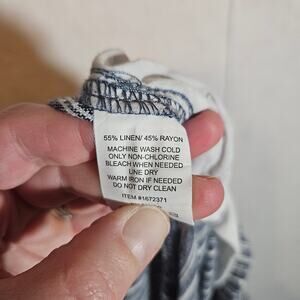 55% LINEN/ 45% RAYON
MACHINE WASH COLD
ONLY NON-CHLORINE
BLEACH WHEN NEEDED
LINE DRY
WARM IRON IF NEEDED
DO NOT DRY CLEAN
ITEM #1672371